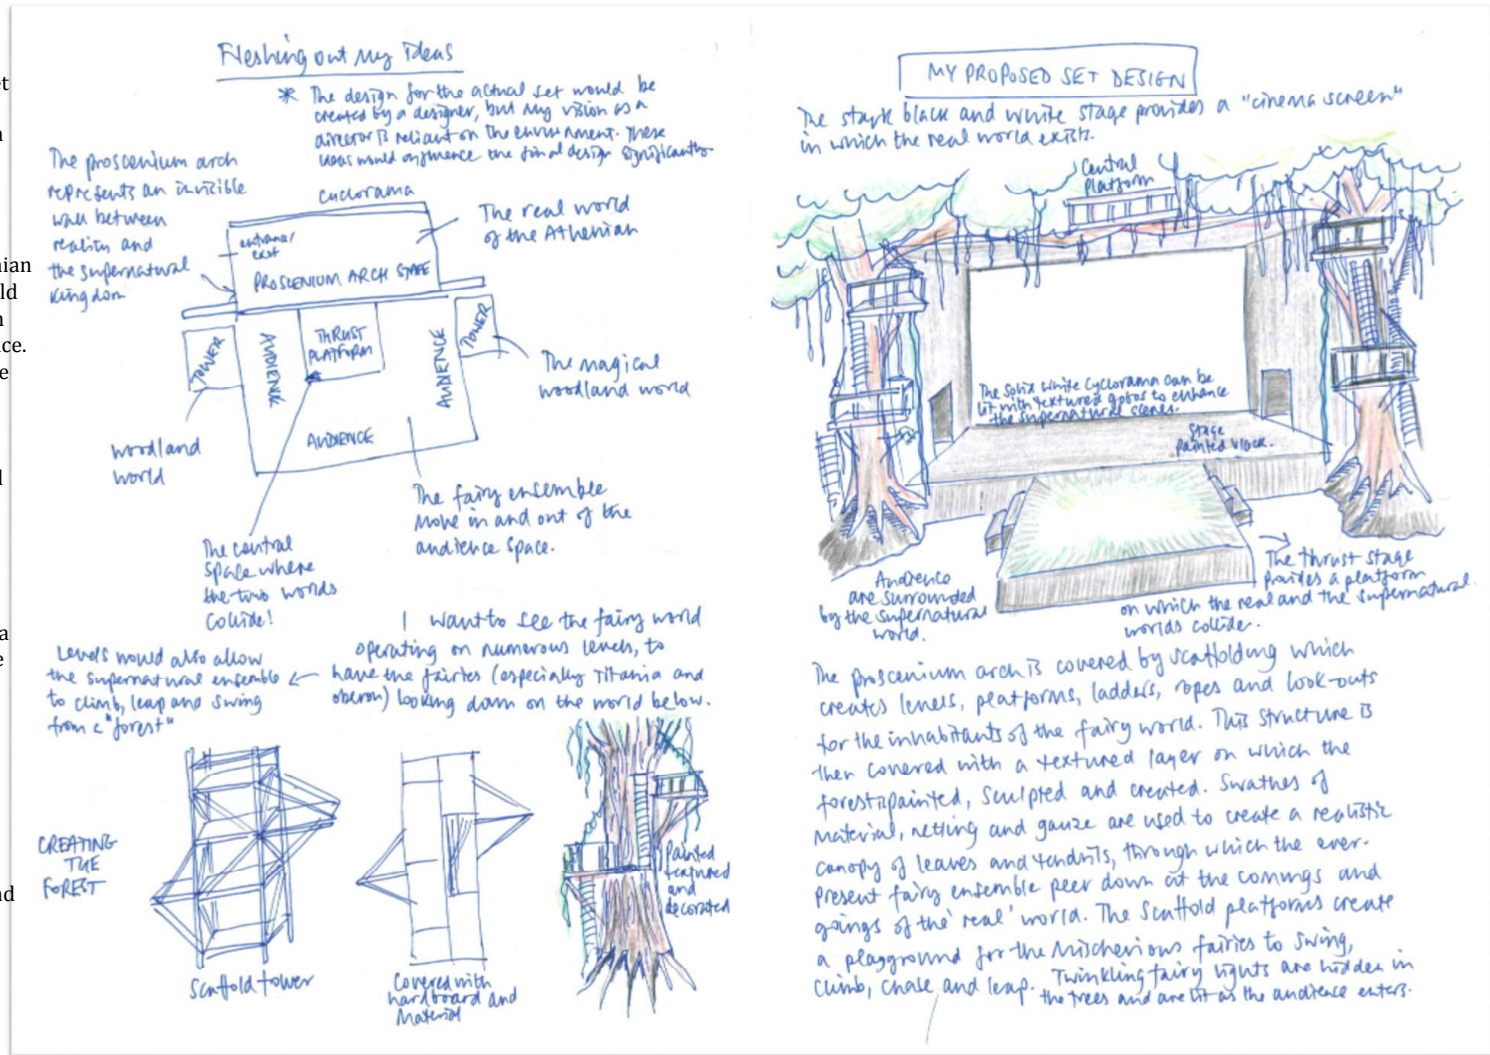 et
nian
ld
n
ce.
e
a
e
nd
Fleshing out my ideas
* The design for the actual set would be
created by a designer, but my vision as a
director is reliant on the environment. These
ideas would influence the final design significantly.
The proscenium arch
represents an invisible
wall between
reality and
the supernatural
kingdom
cyclorama
entrance/
exit
PROSCENIUM ARCH STAGE
The real world
of the Athenian
TOWER
AUDIENCE
THRUST
PLATFORM
AUDIENCE
TOWER
The magical
woodland world
AUDIENCE
woodland
world
The fairy ensemble
move in and out of the
audience space.
The central
space where
the two worlds
collide!
I want to see the fairy world
operating on numerous levels, to
have the fairies (especially Titania and
oberon) looking down on the world below.
Levels would also allow
the supernatural ensemble
to climb, leap and swing
from a "forest"
CREATING
THE
FOREST
Scaffold tower
Covered with
hardboard and
Material
Painted
textured
and
decorated
MY PROPOSED SET DESIGN
The stark black and white stage provides a "cinema screen"
in which the real world exists.
Central
platform
The solid white cyclorama can be
lit with textured gobos to enhance
the supernatural scenes.
Stage
painted black.
Audience
are surrounded
by the supernatural
world.
The thrust stage
provides a platform
on which the real and the supernatural
worlds collide.
The proscenium arch is covered by scaffolding which
creates levels, platforms, ladders, ropes and look-outs
for the inhabitants of the fairy world. This structure is
then covered with a textured layer on which the
forest is painted, sculpted and created. Swathes of
material, netting and gauze are used to create a realistic
canopy of leaves and tendrils, through which the ever-
present fairy ensemble peer down at the comings and
goings of the 'real' world. The scaffold platforms create
a playground for the mischevious fairies to swing,
climb, chase and leap. Twinkling fairy lights are hidden in
the trees and are lit as the audience enters.